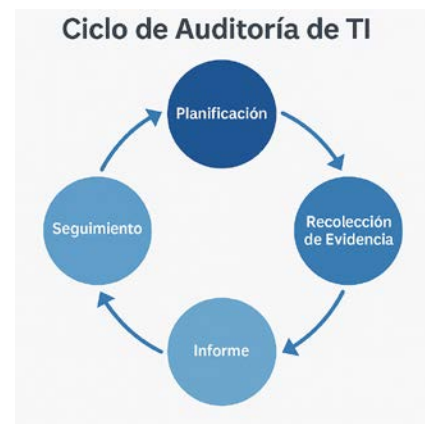 Ciclo de Auditoría de TI
Planificación
Recolección
de Evidencia
Informe
Seguimiento